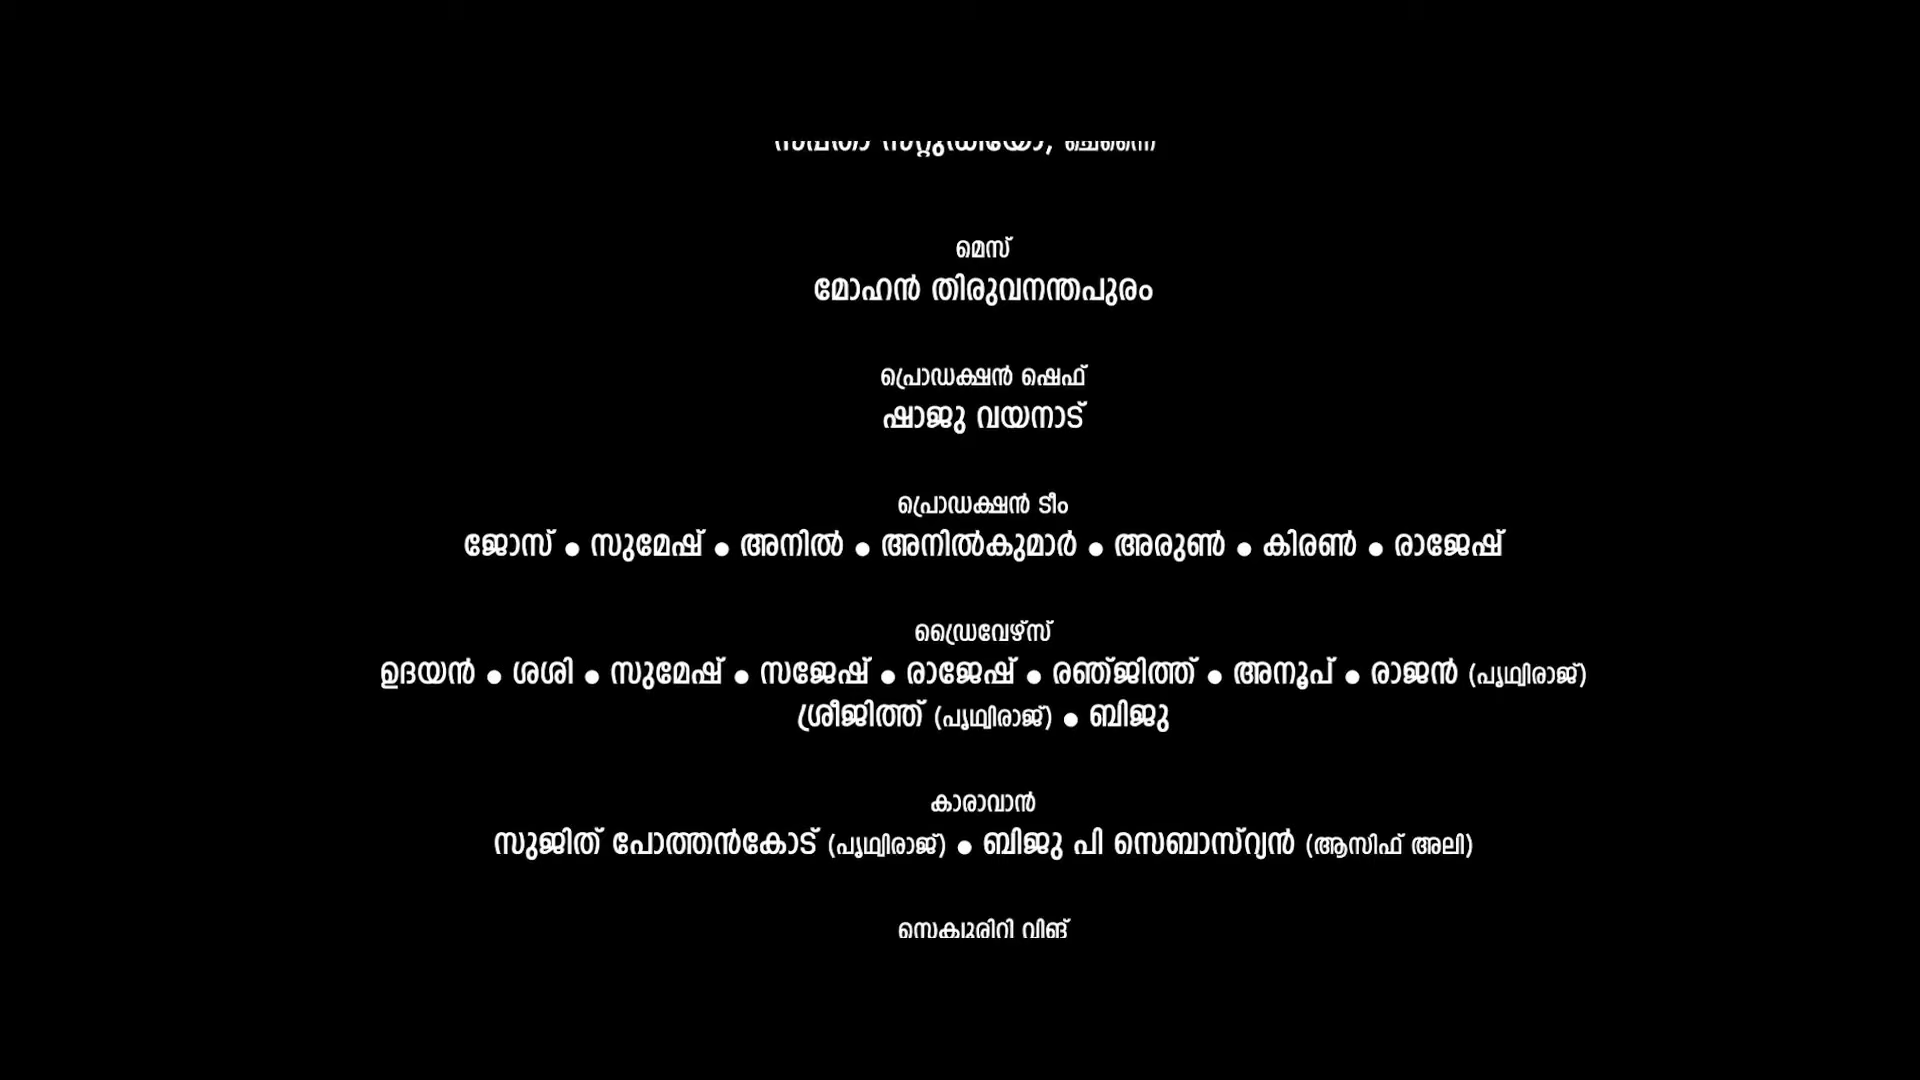 മെസ്
മോഹൻ തിരുവനന്തപുരം
പ്രൊഡക്ഷൻ ഷെഫ്
ഷാജു വയനാട്
പ്രൊഡക്ഷൻ ടീം
ജോസ് ● സുമേഷ് ● അനിൽ ● അനിൽകുമാർ ● അരുൺ ● കിരൺ ● രാജേഷ്
ഡ്രൈവേഴ്സ്
ഉദയൻ ● ശശി ● സുമേഷ് ● സജേഷ് ● രാജേഷ് ● രഞ്ജിത്ത് ● അനൂപ് ● രാജൻ (പൃഥ്വിരാജ്)
ശ്രീജിത്ത് (പൃഥ്വിരാജ്) ● ബിജു
കാരാവാൻ
സുജിത് പോത്തൻകോട് (പൃഥ്വിരാജ്) ● ബിജു പി സെബാസ്റ്യൻ (ആസിഫ് അലി)
സെക്യൂരിറ്റി വിങ്